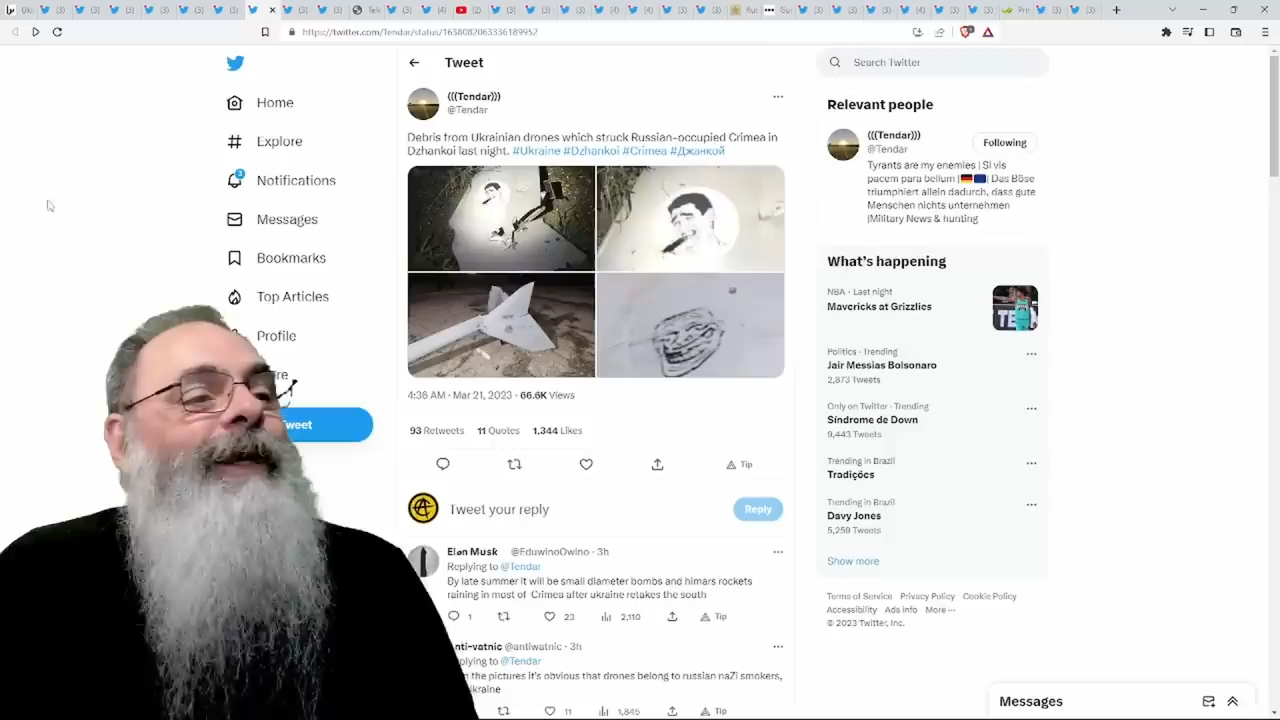 https://twitter.com/Tendar/status/1638082063336189952
Home
Explore
3
Notifications
Messages
Bookmarks
Top Articles
Profile
Tweet
(((Tendar)))
@Tendar
Debris from Ukrainian drones which struck Russian-occupied Crimea in
Dzhankoi last night. #Ukraine #Dzhankoi #Crimea #Джанкой
4:36 AM · Mar 21, 2023 · 66.6K Views
93 Retweets 11 Quotes 1,344 Likes
Tip
Tweet your reply
Reply
Elon Musk @EduwinoOwino · 3h
Replying to @Tendar
By late summer it will be small diameter bombs and himars rockets
raining in most of Crimea after ukraine retakes the south
1 23 2,110 Tip
nti-vatnic @antiwatnic · 3h
plying to @Tendar
the pictures it's obvious that drones belong to russian naZi smokers,
kraine
11 1,845 Tip
Search Twitter
Relevant people
(((Tendar)))
@Tendar
Following
Tyrants are my enemies | Si vis
pacem para bellum | | Das Böse
triumphiert allein dadurch, dass gute
Menschen nichts unternehmen
|Military News & hunting
What's happening
NBA · Last night
Mavericks at Grizzlies
Politics · Trending
Jair Messias Bolsonaro
2,873 Tweets
Only on Twitter · Trending
Síndrome de Down
9,443 Tweets
Trending in Brazil
Tradições
Trending in Brazil
Davy Jones
5,259 Tweets
Show more
Terms of Service Privacy Policy Cookie Policy
Accessibility Ads info More ···
© 2023 Twitter, Inc.
Messages